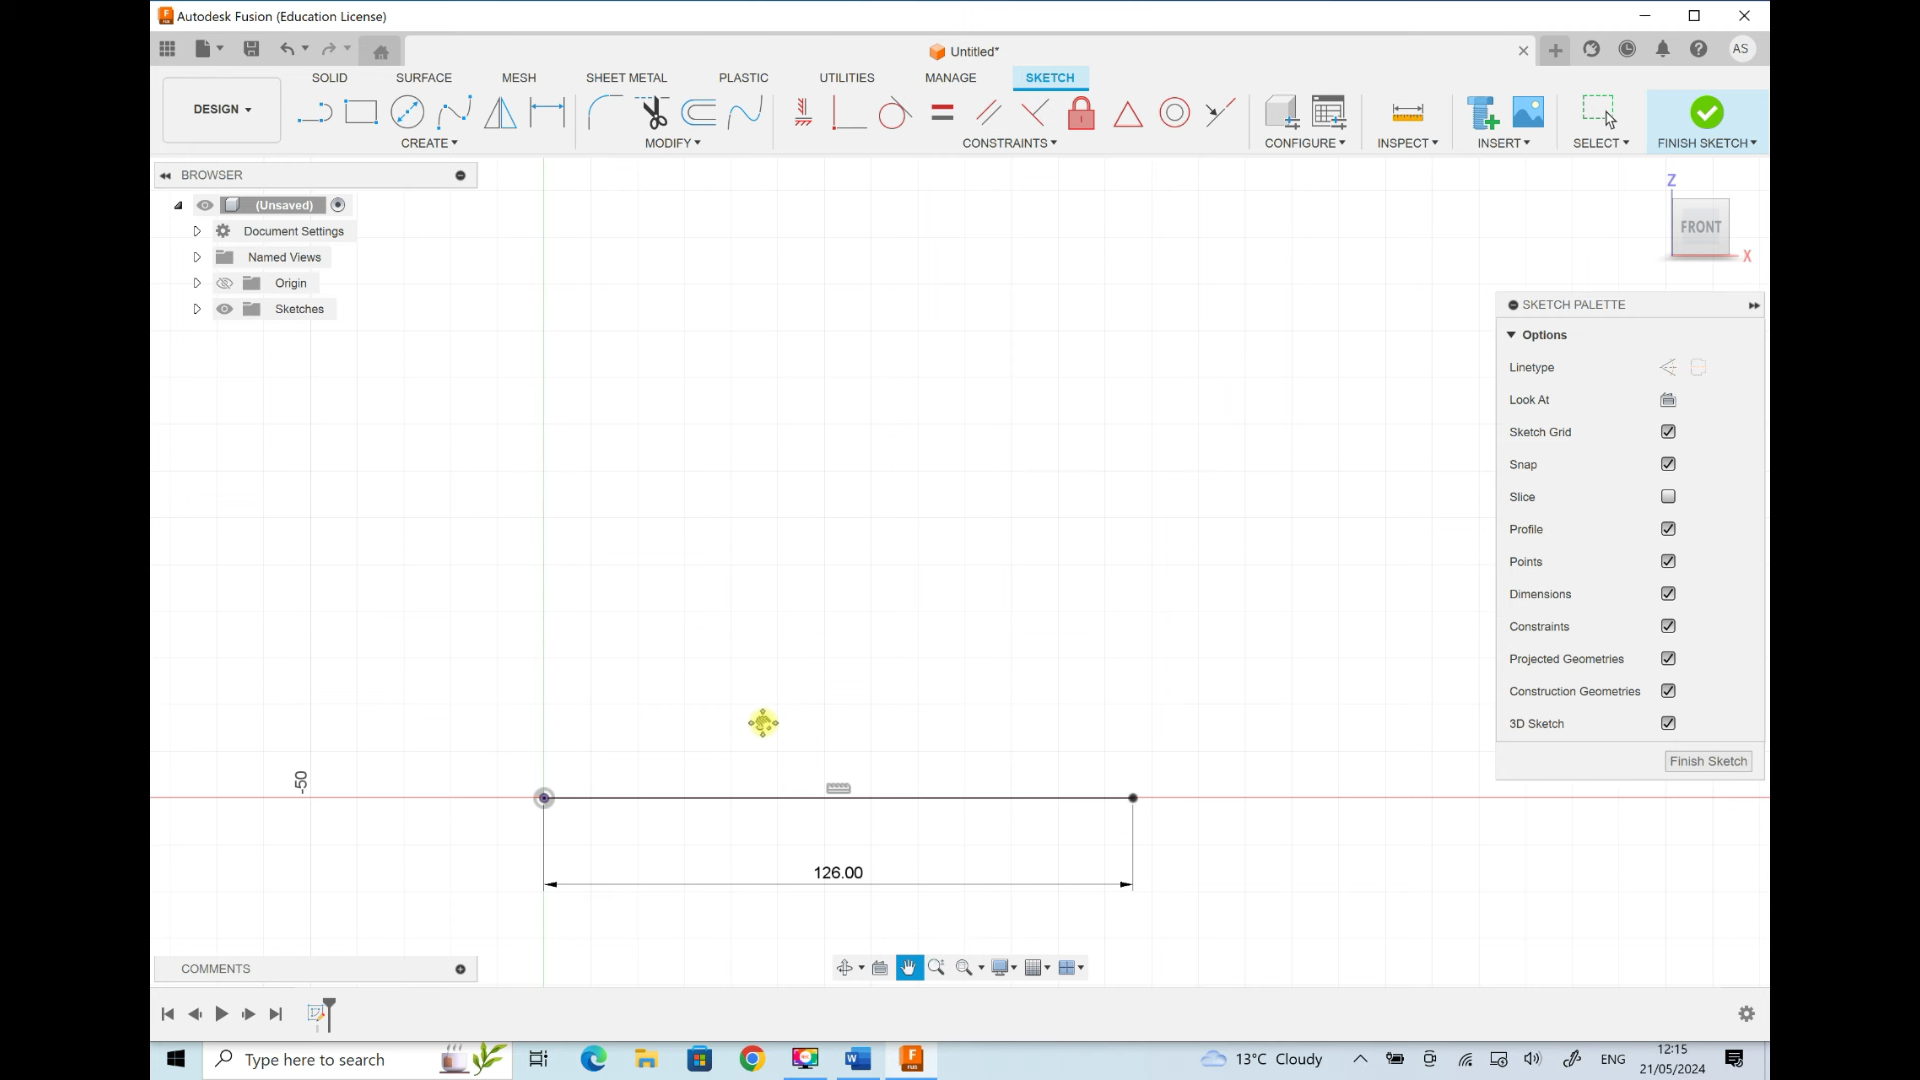 Autodesk Fusion (Education License)
Untitled*
AS
SOLID SURFACE MESH SHEET METAL PLASTIC UTILITIES MANAGE SKETCH
DESIGN
CREATE MODIFY CONSTRAINTS CONFIGURE INSPECT INSERT SELECT FINISH SKETCH
BROWSER
(Unsaved)
Document Settings
Named Views
Origin
Sketches
Z
FRONT
X
SKETCH PALETTE
Options
Linetype
Look At
Sketch Grid
Snap
Slice
Profile
Points
Dimensions
Constraints
Projected Geometries
Construction Geometries
3D Sketch
Finish Sketch
-50
126.00
COMMENTS
Type here to search
13°C Cloudy
ENG
12:15
21/05/2024